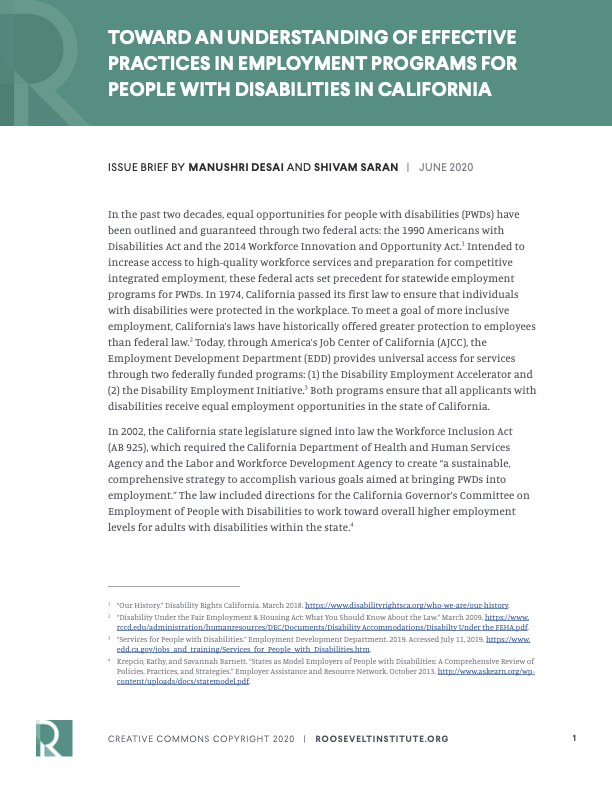 TOWARD AN UNDERSTANDING OF EFFECTIVE
PRACTICES IN EMPLOYMENT PROGRAMS FOR
PEOPLE WITH DISABILITIES IN CALIFORNIA
ISSUE BRIEF BY MANUSHRI DESAI AND SHIVAM SARAN | JUNE 2020
In the past two decades, equal opportunities for people with disabilities (PWDs) have
been outlined and guaranteed through two federal acts: the 1990 Americans with
Disabilities Act and the 2014 Workforce Innovation and Opportunity Act.1 Intended to
increase access to high-quality workforce services and preparation for competitive
integrated employment, these federal acts set precedent for statewide employment
programs for PWDs. In 1974, California passed its first law to ensure that individuals
with disabilities were protected in the workplace. To meet a goal of more inclusive
employment, California's laws have historically offered greater protection to employees
than federal law.2 Today, through America's Job Center of California (AJCC), the
Employment Development Department (EDD) provides universal access for services
through two federally funded programs: (1) the Disability Employment Accelerator and
(2) the Disability Employment Initiative.3 Both programs ensure that all applicants with
disabilities receive equal employment opportunities in the state of California.
In 2002, the California state legislature signed into law the Workforce Inclusion Act
(AB 925), which required the California Department of Health and Human Services
Agency and the Labor and Workforce Development Agency to create “a sustainable,
comprehensive strategy to accomplish various goals aimed at bringing PWDs into
employment.” The law included directions for the California Governor's Committee on
Employment of People with Disabilities to work toward overall higher employment
levels for adults with disabilities within the state.4
1 “Our History.” Disability Rights California. March 2018. https://www.disabilityrightsca.org/who-we-are/our-history.
2 “Disability Under the Fair Employment & Housing Act: What You Should Know About the Law.” March 2009. https://www.
rccd.edu/administration/humanresources/DEC/Documents/Disability Accommodations/Disabilty Under the FEHA.pdf.
3 “Services for People with Disabilities.” Employment Development Department. 2019. Accessed July 11, 2019. https://www.
edd.ca.gov/jobs_and_training/Services_for_People_with_Disabilities.htm.
4 Krepcio, Kathy, and Savannah Barnett. “States as Model Employers of People with Disabilities: A Comprehensive Review of
Policies, Practices, and Strategies.” Employer Assistance and Resource Network. October 2013. http://www.askearn.org/wp-
content/uploads/docs/statemodel.pdf.
CREATIVE COMMONS COPYRIGHT 2020 | ROOSEVELTINSTITUTE.ORG 1